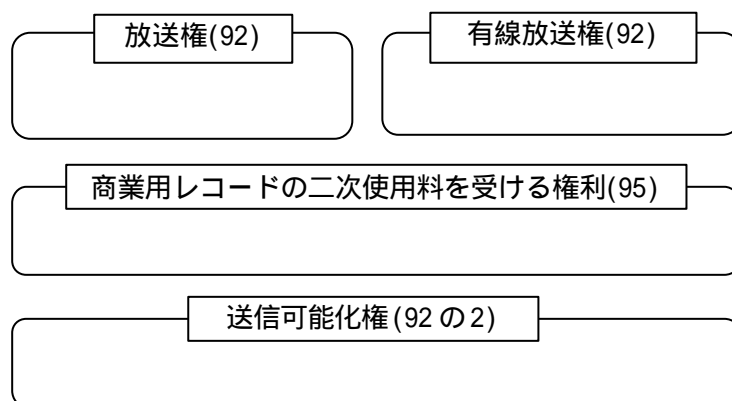 放送権(92)
有線放送権(92)
商業用レコードの二次使用料を受ける権利(95)
送信可能化権(92の2)